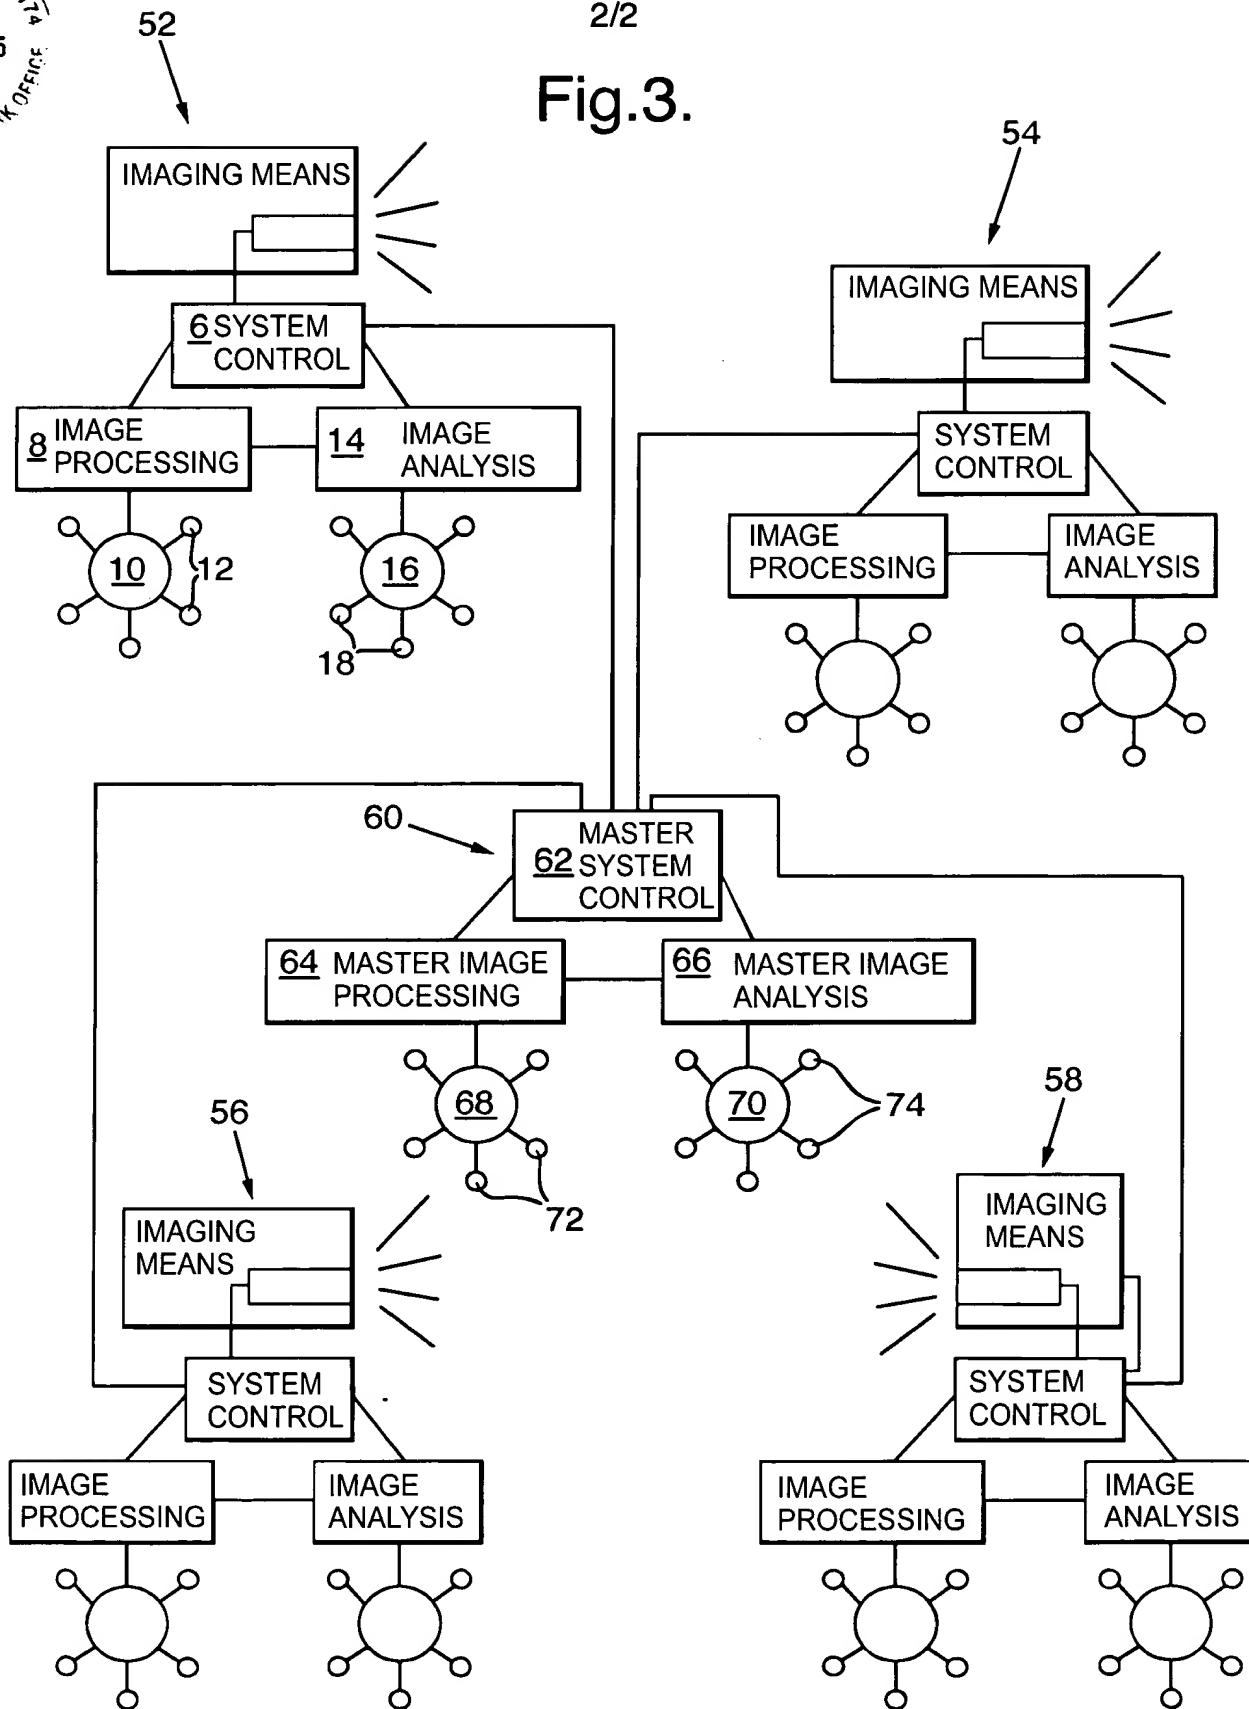 2/2
52
Fig.3.
54
IMAGING MEANS
IMAGING MEANS
6 SYSTEM
CONTROL
SYSTEM
CONTROL
8 IMAGE
PROCESSING
14 IMAGE
ANALYSIS
IMAGE
PROCESSING
IMAGE
ANALYSIS
10
12
16
18
60
62 MASTER
SYSTEM
CONTROL
64 MASTER IMAGE
PROCESSING
66 MASTER IMAGE
ANALYSIS
68
72
70
74
56
58
IMAGING
MEANS
IMAGING
MEANS
SYSTEM
CONTROL
SYSTEM
CONTROL
IMAGE
PROCESSING
IMAGE
ANALYSIS
IMAGE
PROCESSING
IMAGE
ANALYSIS
OFFICE